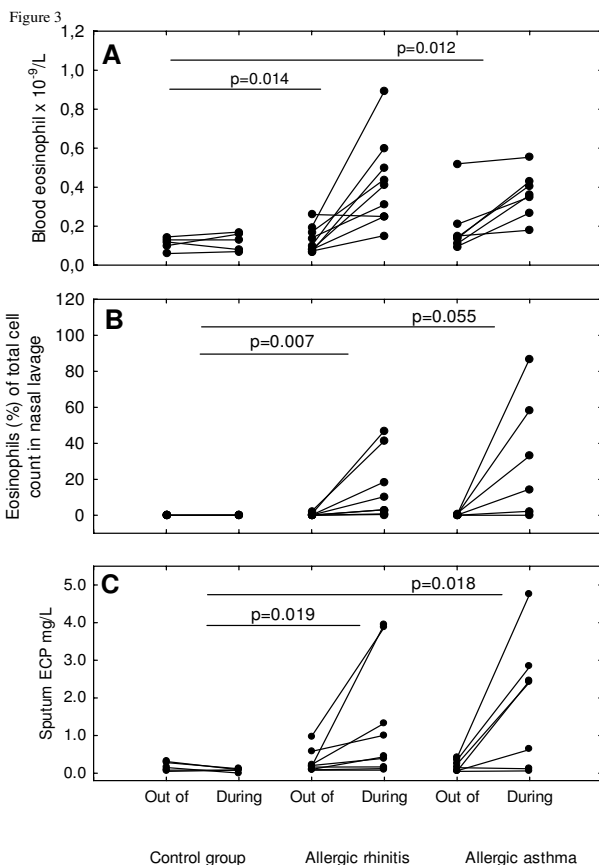 Figure 3
A
Blood eosinophil x 10-9/L
1,2
1,0
0,8
0,6
0,4
0,2
0,0
p=0.012
p=0.014
B
Eosinophils (%) of total cell
count in nasal lavage
120
100
80
60
40
20
0
p=0.055
p=0.007
C
Sputum ECP mg/L
5.0
4.0
3.0
2.0
1.0
0.0
p=0.018
p=0.019
Out of During Out of During Out of During
Control group Allergic rhinitis Allergic asthma